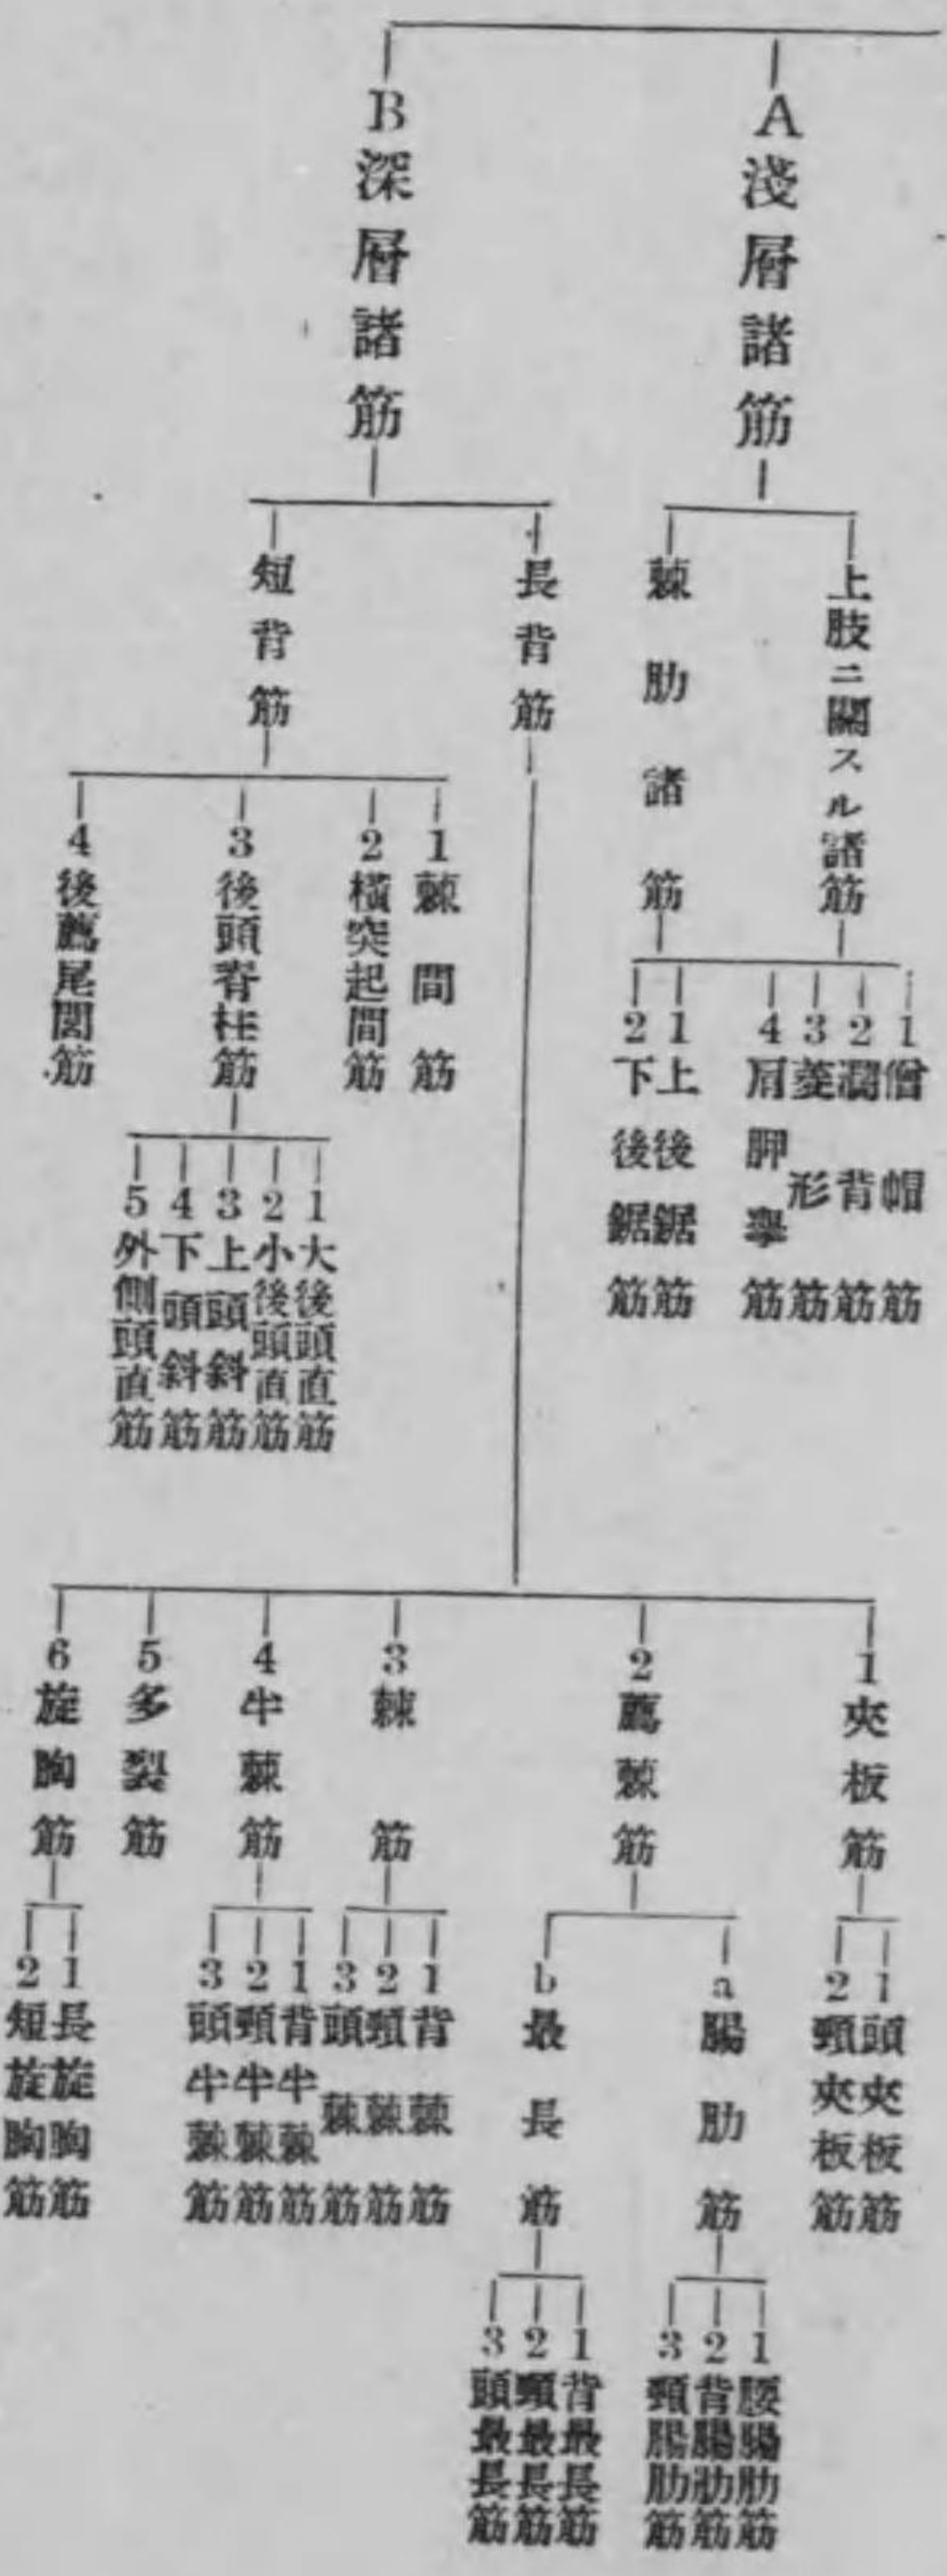 A淺層諸筋
上肢ニ關スル諸筋
1僧帽筋
2濶背筋
3菱形筋
4肩胛擧筋
棘肋諸筋
1上後鋸筋
2下後鋸筋
B深層諸筋
長背筋
1夾板筋
1頭夾板筋
2頸夾板筋
2薦棘筋
a腸肋筋
1腰腸肋筋
2背腸肋筋
3頸腸肋筋
b最長筋
1背最長筋
2頸最長筋
3頭最長筋
3棘筋
1背棘筋
2頸棘筋
3頭棘筋
4半棘筋
1背半棘筋
2頸半棘筋
3頭半棘筋
5多裂筋
6旋胸筋
1長旋胸筋
2短旋胸筋
短背筋
1棘間筋
2橫突起間筋
3後頭脊柱筋
1大後頭直筋
2小後頭直筋
3上頭斜筋
4下頭斜筋
5外側頭直筋
4後薦尾閭筋